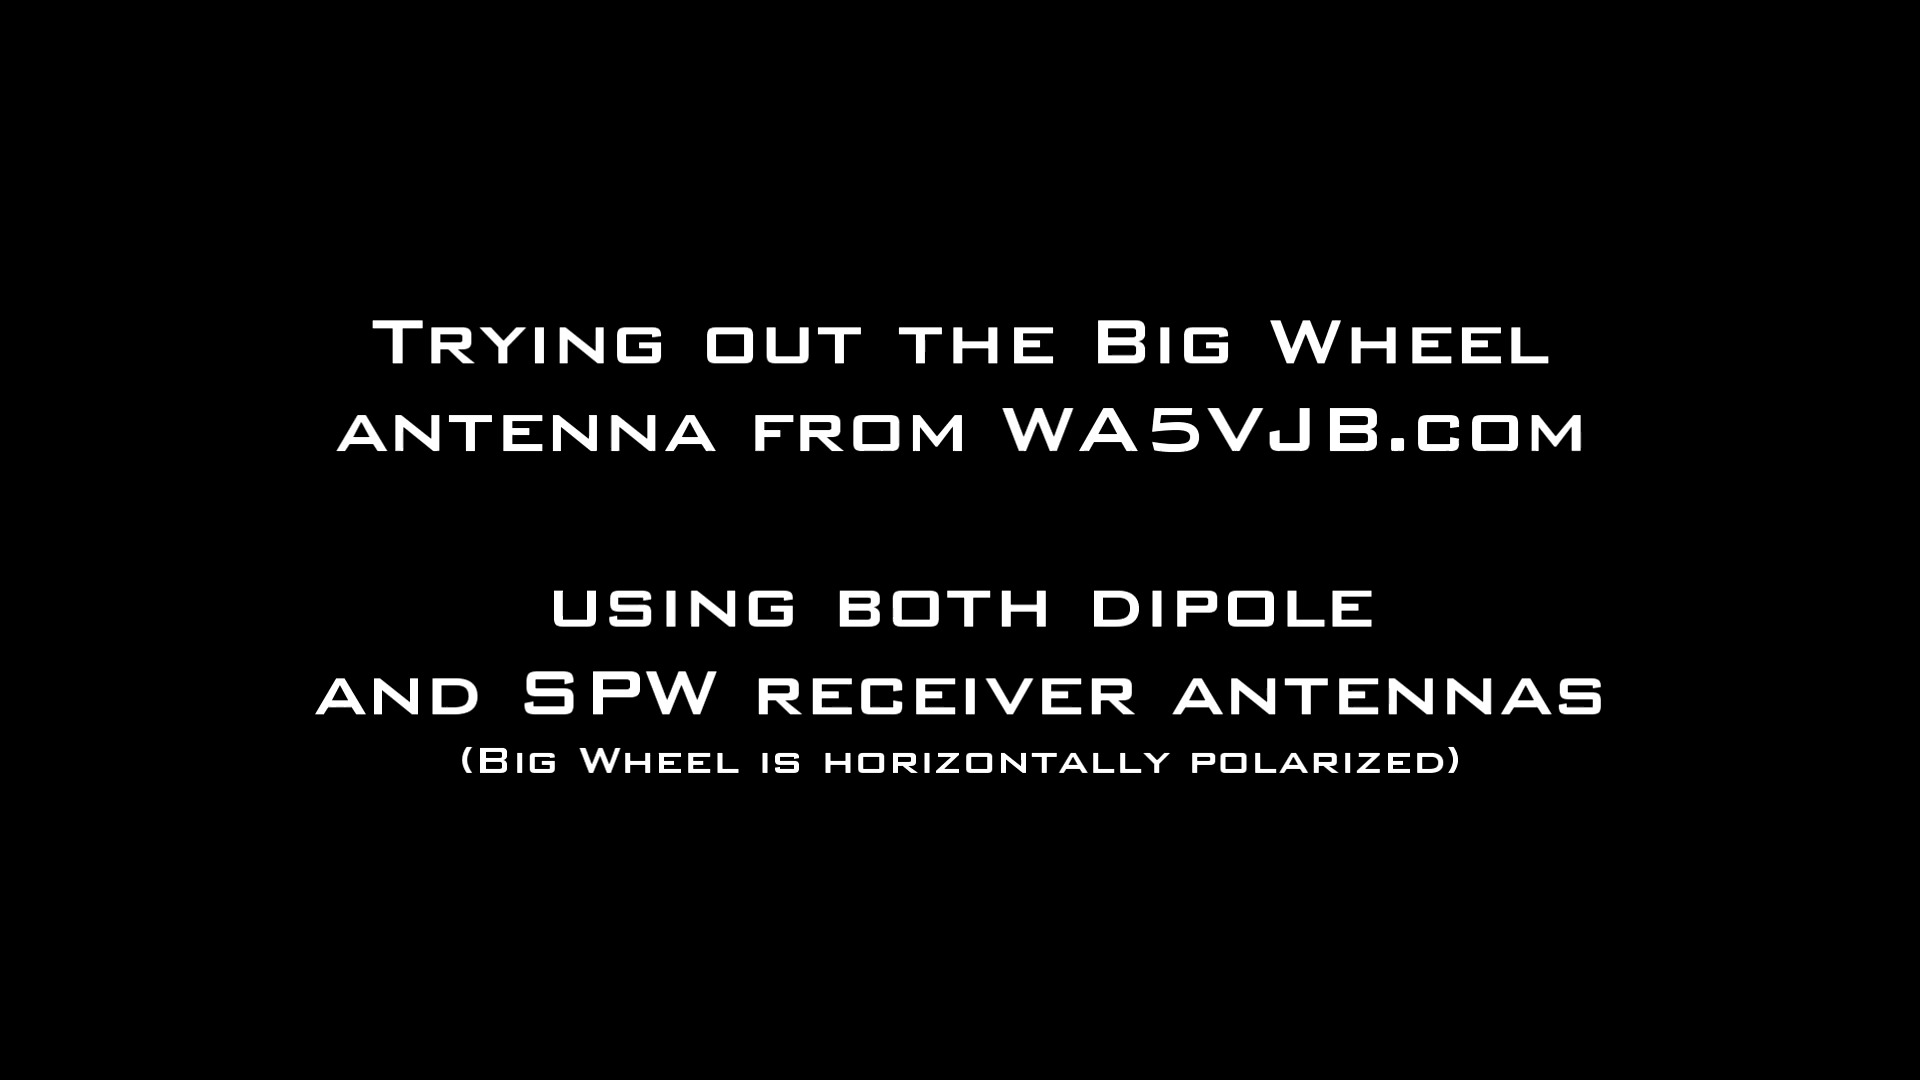 Trying out the Big Wheel
antenna from WA5VJB.com
using both dipole
and SPW receiver antennas
(Big Wheel is horizontally polarized)